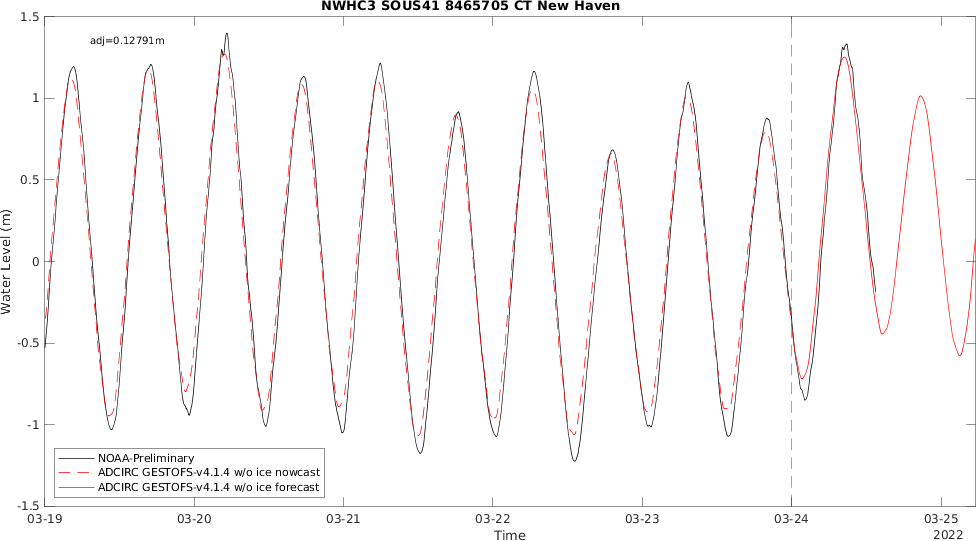 NWHC3 SOUS41 8465705 CT New Haven
adj=0.12791m
1.5
1
0.5
0
-0.5
-1
-1.5
Water Level (m)
NOAA-Preliminary
ADCIRC GESTOFS-v4.1.4 w/o ice nowcast
ADCIRC GESTOFS-v4.1.4 w/o ice forecast
03-19 03-20 03-21 03-22 03-23 03-24 03-25
Time
2022